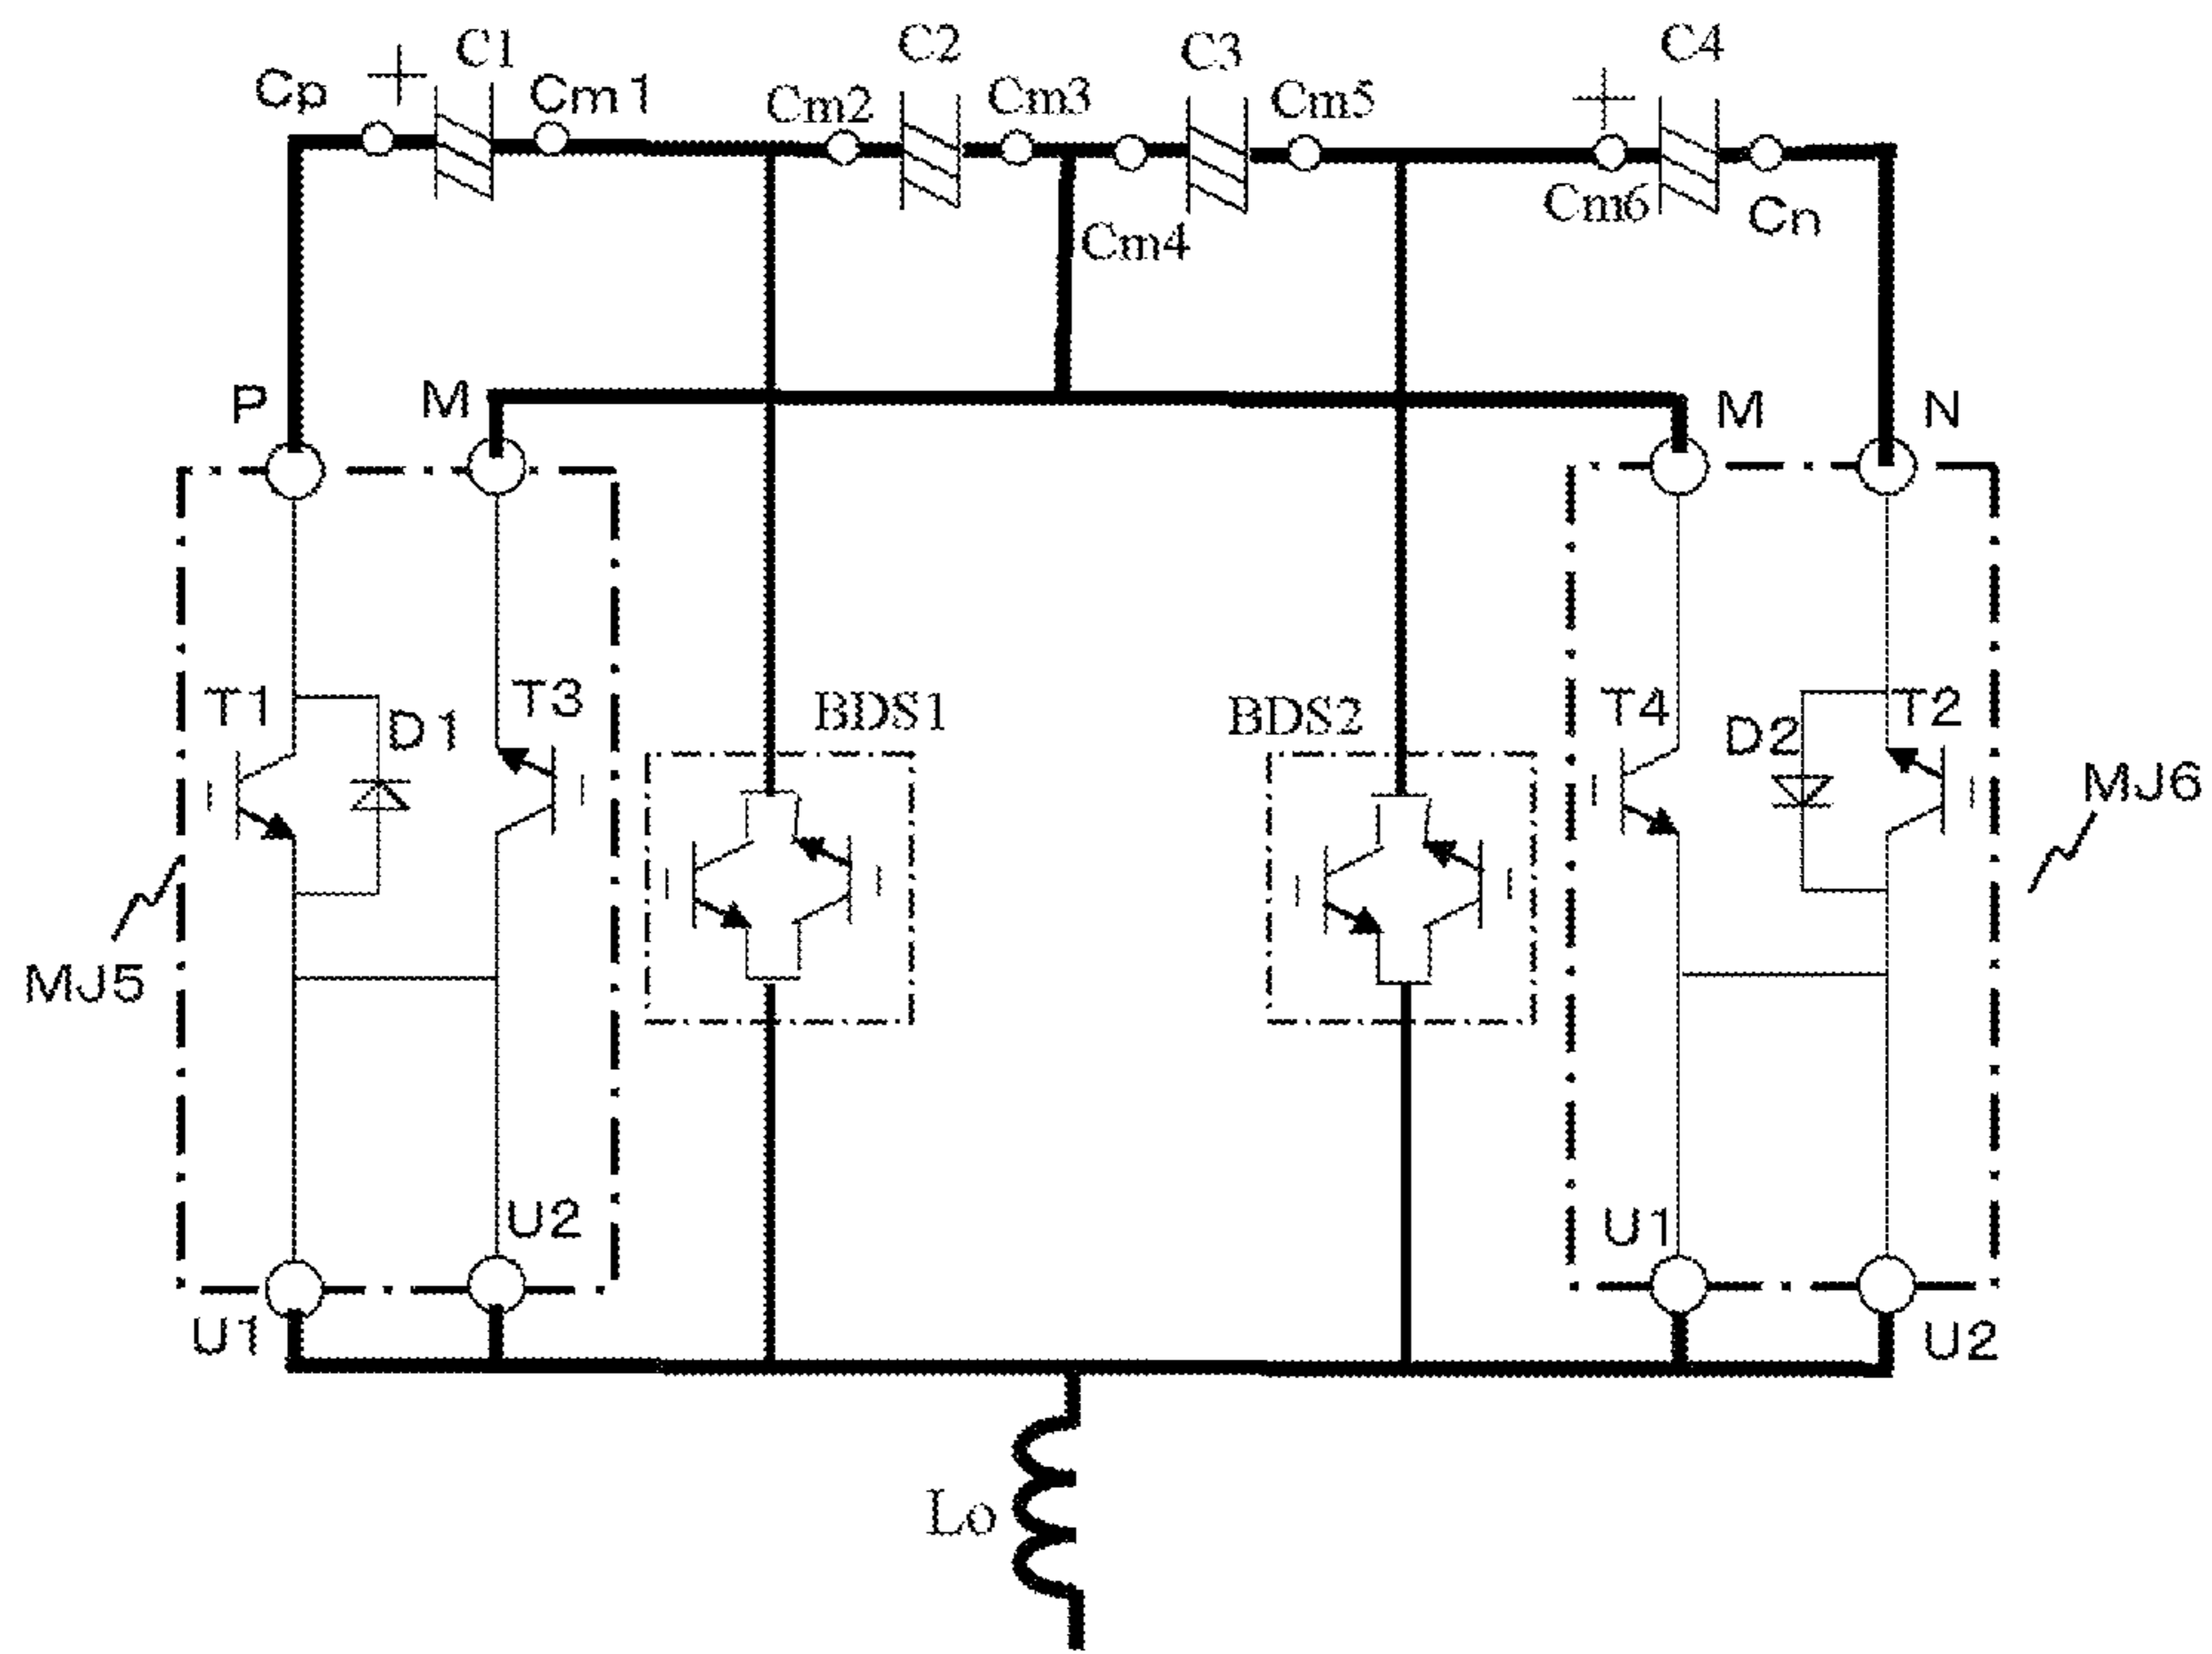 C1
C2
C3
C4
Cp
+
Cm1
Cm2
Cm3
Cm5
+
Cm4
Cm6
Cn
P
M
M
N
T1
D1
T3
BDS1
BDS2
T4
D2
T2
MJ6
MJ5
U2
U1
U1
U2
Lo